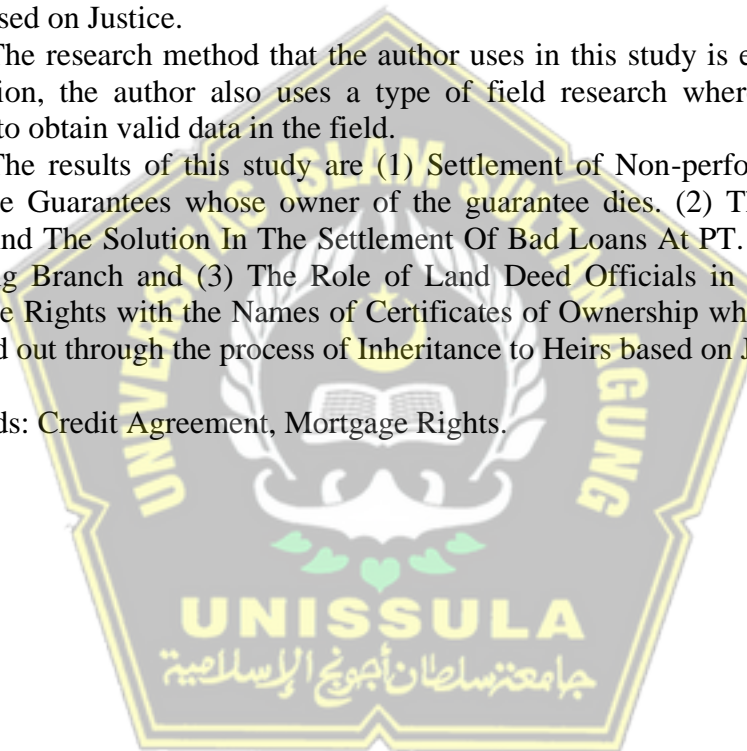 sed on Justice.
The research method that the author uses in this study is e
ion, the author also uses a type of field research wher
to obtain valid data in the field.
The results of this study are (1) Settlement of Non-perfo
e Guarantees whose owner of the guarantee dies. (2) T
nd The Solution In The Settlement Of Bad Loans At PT.
g Branch and (3) The Role of Land Deed Officials in
e Rights with the Names of Certificates of Ownership wh
d out through the process of Inheritance to Heirs based on J
ds: Credit Agreement, Mortgage Rights.
UNIVERSITAS ISLAM SULTAN AGUNG
UNISSULA
جامعة سلطان أجونج الإسلامية